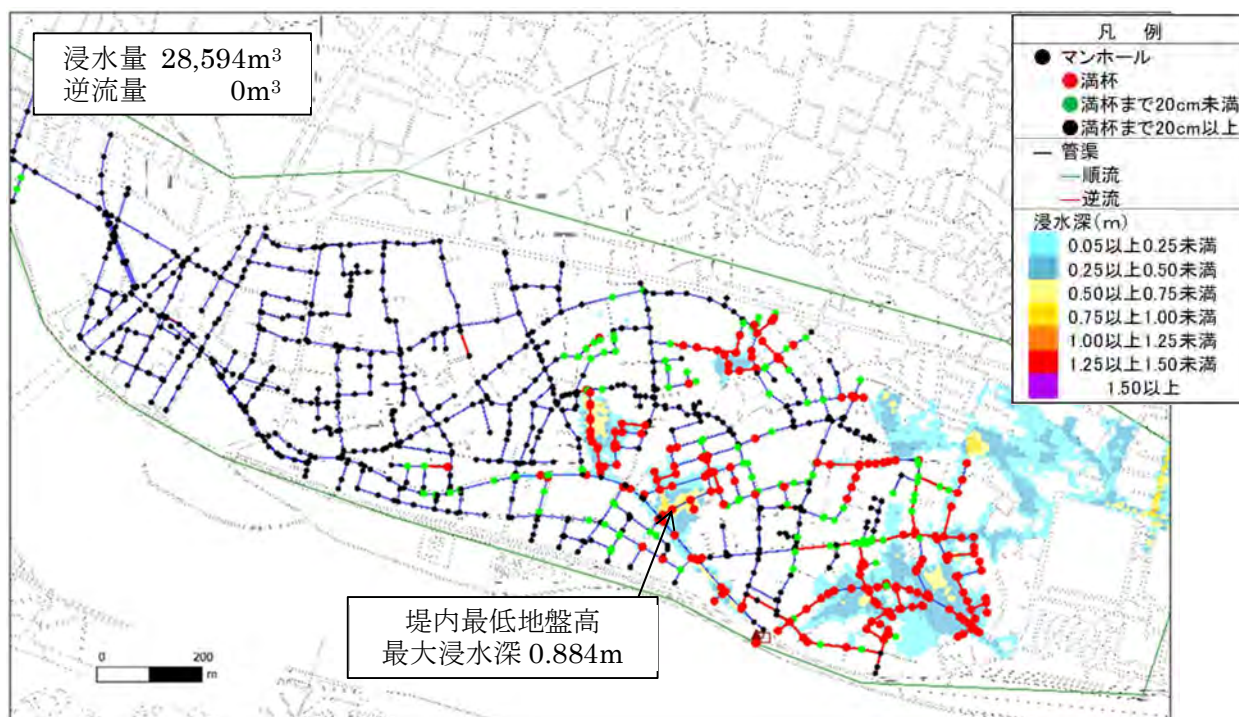 浸水量 28,594m³
逆流量 0m³
凡 例
マンホール
満杯
満杯まで20cm未満
満杯まで20cm以上
管渠
順流
逆流
浸水深(m)
0.05以上0.25未満
0.25以上0.50未満
0.50以上0.75未満
0.75以上1.00未満
1.00以上1.25未満
1.25以上1.50未満
1.50以上
堤内最低地盤高
最大浸水深 0.884m
0 200
m